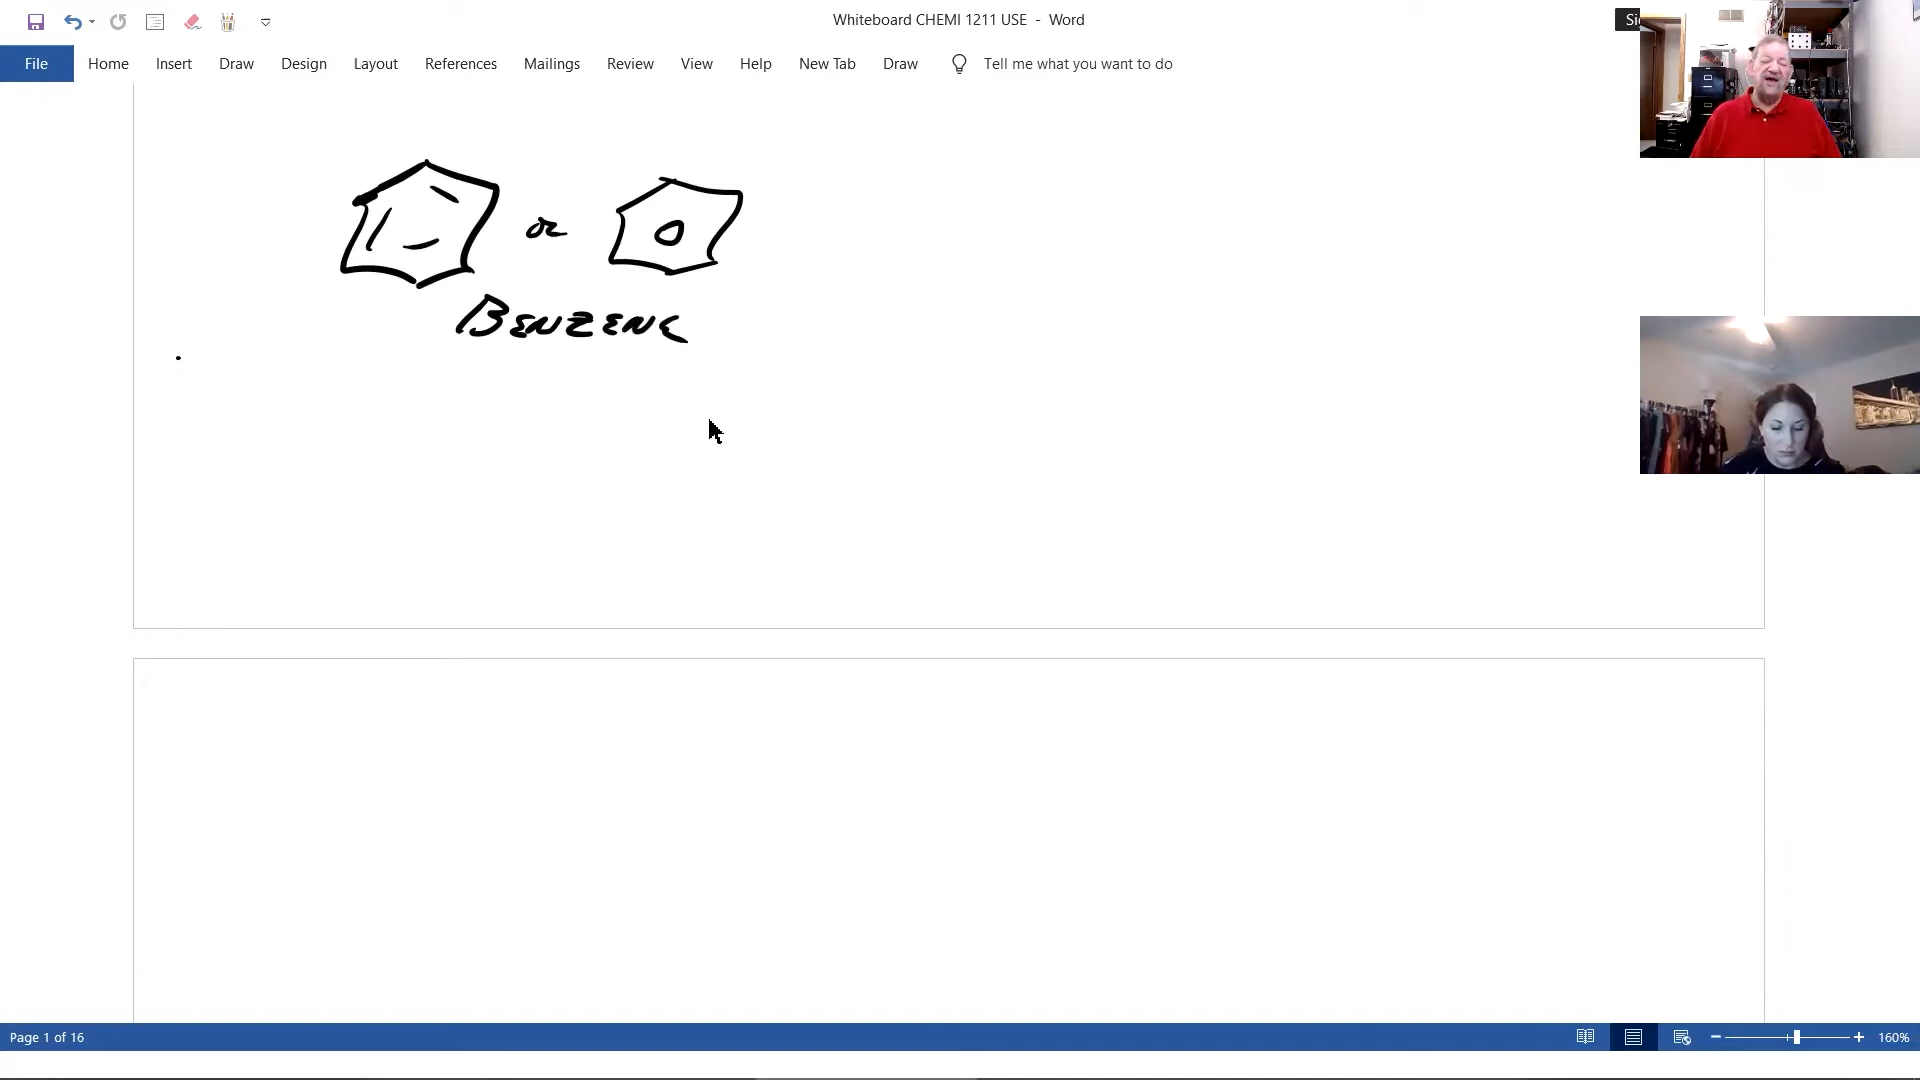 Whiteboard CHEMI 1211 USE - Word
File Home Insert Draw Design Layout References Mailings Review View Help New Tab Draw Tell me what you want to do
or
BENZENE
Page 1 of 16
160%